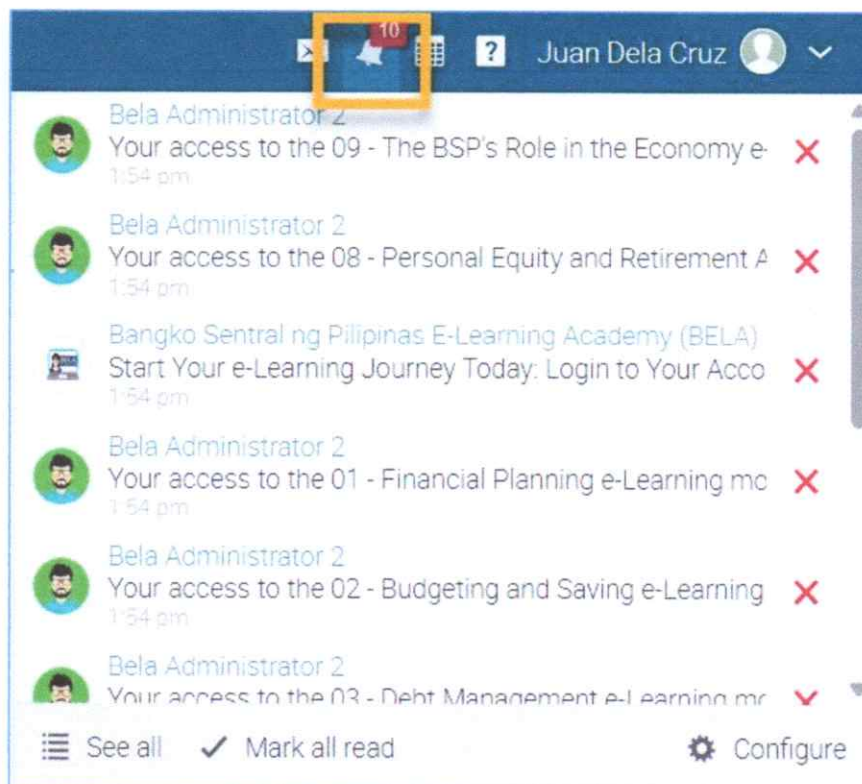 10
? Juan Dela Cruz
Bela Administrator 2
Your access to the 09 - The BSP's Role in the Economy e-
1:54 pm
Bela Administrator 2
Your access to the 08 - Personal Equity and Retirement A
1:54 pm
Bangko Sentral ng Pilipinas E-Learning Academy (BELA)
Start Your e-Learning Journey Today: Login to Your Acco
1:54 pm
Bela Administrator 2
Your access to the 01 - Financial Planning e-Learning mo
1:54 pm
Bela Administrator 2
Your access to the 02 - Budgeting and Saving e-Learning
1:54 pm
Bela Administrator 2
Your access to the 03 - Debt Management e-Learning mo
See all Mark all read Configure